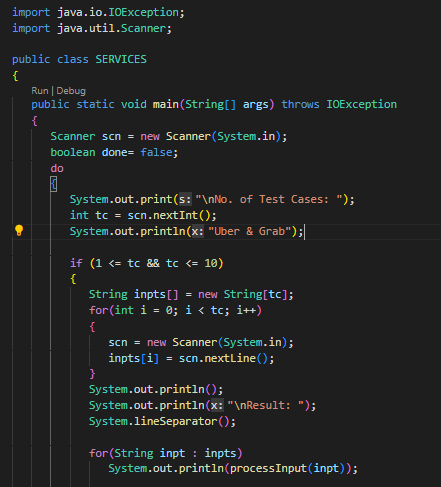 import java.io.IOException;
import java.util.Scanner;
public class SERVICES
{
Run | Debug
public static void main(String[] args) throws IOException
{
Scanner scn = new Scanner(System.in);
boolean done= false;
do
{
System.out.print(s:"\nNo. of Test Cases: ");
int tc = scn.nextInt();
System.out.println(x:"Uber & Grab");
if (1 <= tc && tc <= 10)
{
String inpts[] = new String[tc];
for(int i = 0; i < tc; i++)
{
scn = new Scanner(System.in);
inpts[i] = scn.nextLine();
}
System.out.println();
System.out.println(x:"\nResult: ");
System.lineSeparator();
for(String inpt : inpts)
System.out.println(processInput(inpt));